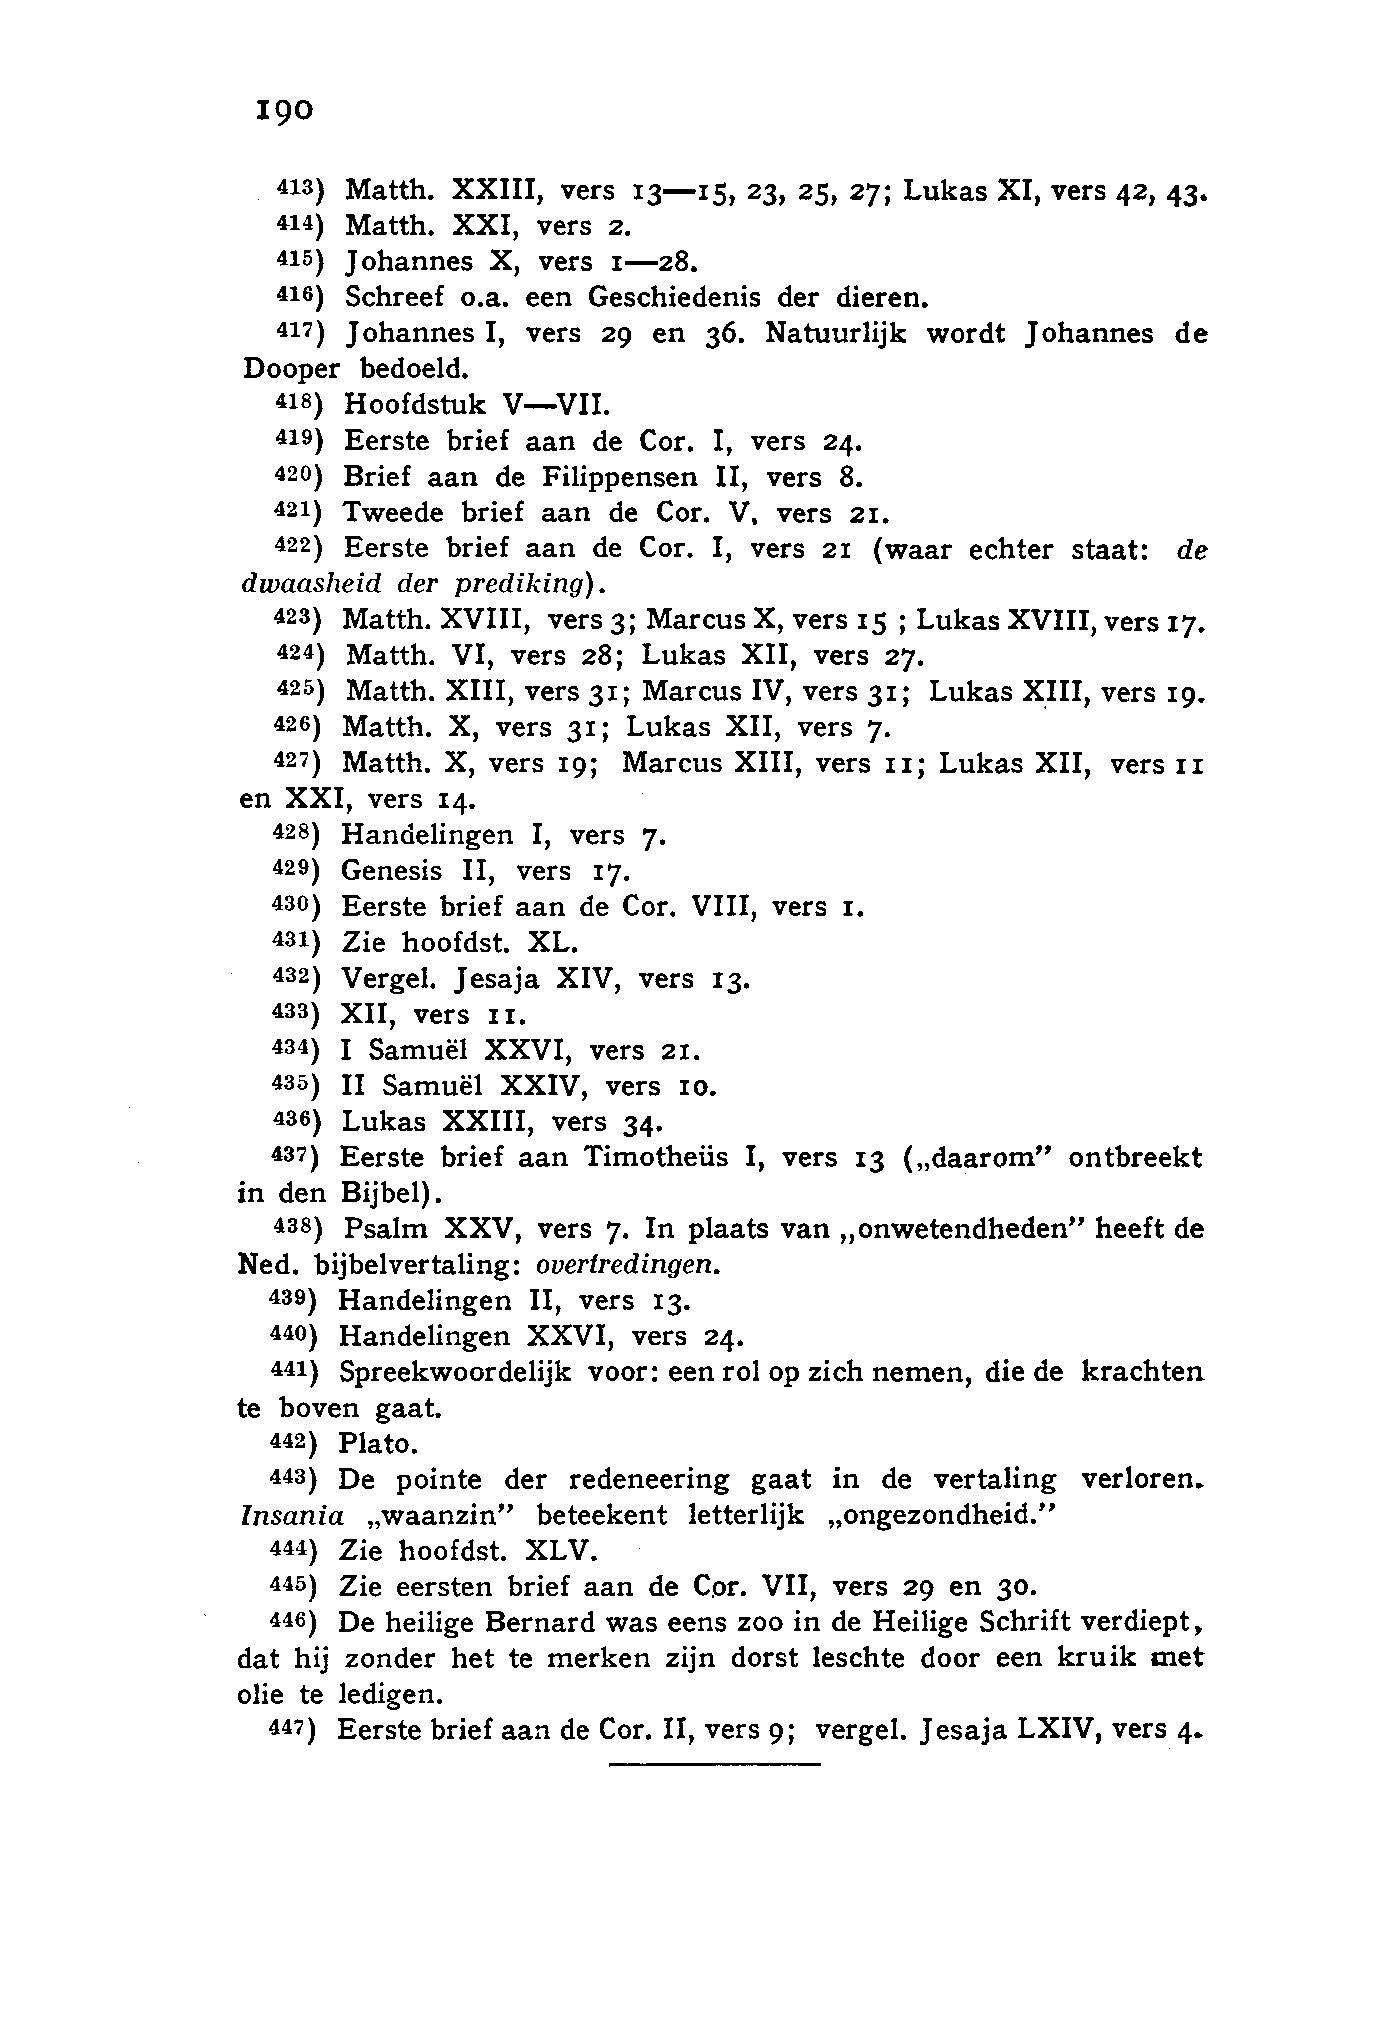 190
413) Matth. XXIII, vers 13—15, 23, 25, 27; Lukas XI, vers 42, 43.
414) Matth. XXI, vers 2.
415) Johannes X, vers 1—28.
416) Schreef o.a. een Geschiedenis der dieren.
417) Johannes I, vers 29 en 36. Natuurlijk wordt Johannes de
Dooper bedoeld.
418) Hoofdstuk V—VII.
419) Eerste brief aan de Cor. I, vers 24.
420) Brief aan de Filippensen II, vers 8.
421) Tweede brief aan de Cor. V, vers 21.
422) Eerste brief aan de Cor. I, vers 21 (waar echter staat: de
dwaasheid der prediking).
423) Matth. XVIII, vers 3; Marcus X, vers 15 ; Lukas XVIII, vers 17.
424) Matth. VI, vers 28; Lukas XII, vers 27.
425) Matth. XIII, vers 31; Marcus IV, vers 31; Lukas XIII, vers 19.
426) Matth. X, vers 31; Lukas XII, vers 7.
427) Matth. X, vers 19; Marcus XIII, vers 11; Lukas XII, vers 11
en XXI, vers 14.
428) Handelingen I, vers 7.
429) Genesis II, vers 17.
430) Eerste brief aan de Cor. VIII, vers 1.
431) Zie hoofdst. XL.
432) Vergel. Jesaja XIV, vers 13.
433) XII, vers 11.
434) I Samuël XXVI, vers 21.
435) II Samuël XXIV, vers 10.
436) Lukas XXIII, vers 34.
437) Eerste brief aan Timotheüs I, vers 13 („daarom” ontbreekt
in den Bijbel).
438) Psalm XXV, vers 7. In plaats van „onwetendheden” heeft de
Ned. bijbelvertaling: overtredingen.
439) Handelingen II, vers 13.
440) Handelingen XXVI, vers 24.
441) Spreekwoordelijk voor: een rol op zich nemen, die de krachten
te boven gaat.
442) Plato.
443) De pointe der redeneering gaat in de vertaling verloren.
Insania „waanzin” beteekent letterlijk „ongezondheid.”
444) Zie hoofdst. XLV.
445) Zie eersten brief aan de Cor. VII, vers 29 en 30.
446) De heilige Bernard was eens zoo in de Heilige Schrift verdiept,
dat hij zonder het te merken zijn dorst leschte door een kruik met
olie te ledigen.
447) Eerste brief aan de Cor. II, vers 9; vergel. Jesaja LXIV, vers 4.